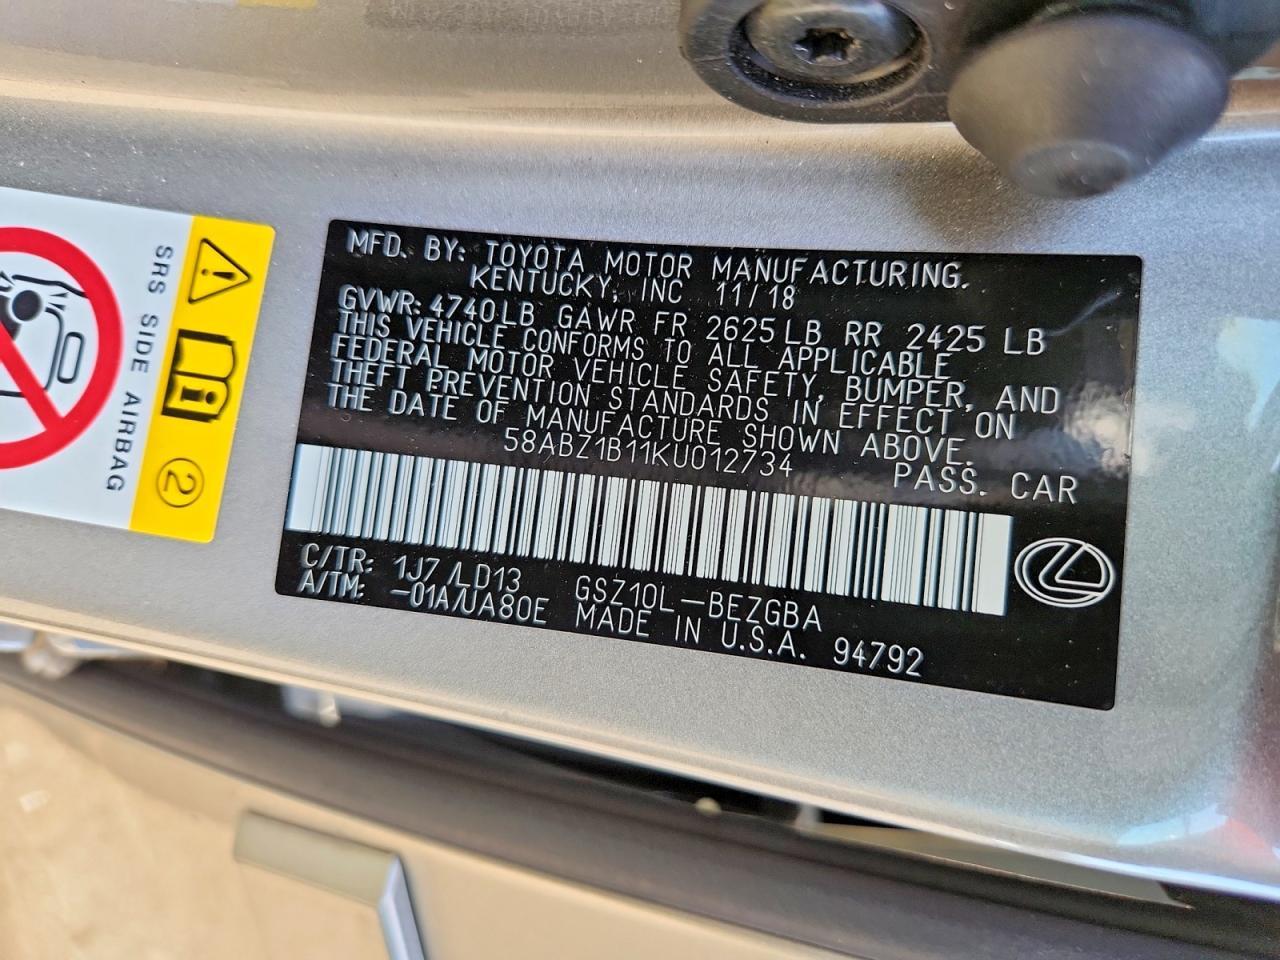 MFD. BY: TOYOTA MOTOR MANUFACTURING.
KENTUCKY, INC 11/18
GVWR: 4740LB GAWR FR 2625LB RR 2425 LB
THIS VEHICLE CONFORMS TO ALL APPLICABLE
FEDERAL MOTOR VEHICLE SAFETY, BUMPER, AND
THEFT PREVENTION STANDARDS IN EFFECT ON
THE DATE OF MANUFACTURE SHOWN ABOVE.
58ABZ1B11KU012734 PASS. CAR
C/TR: 1J7/LD13 GSZ10L-BEZGBA
A/TM: -01A/UA80E MADE IN U.S.A. 94792
SRS SIDE AIRBAG
2